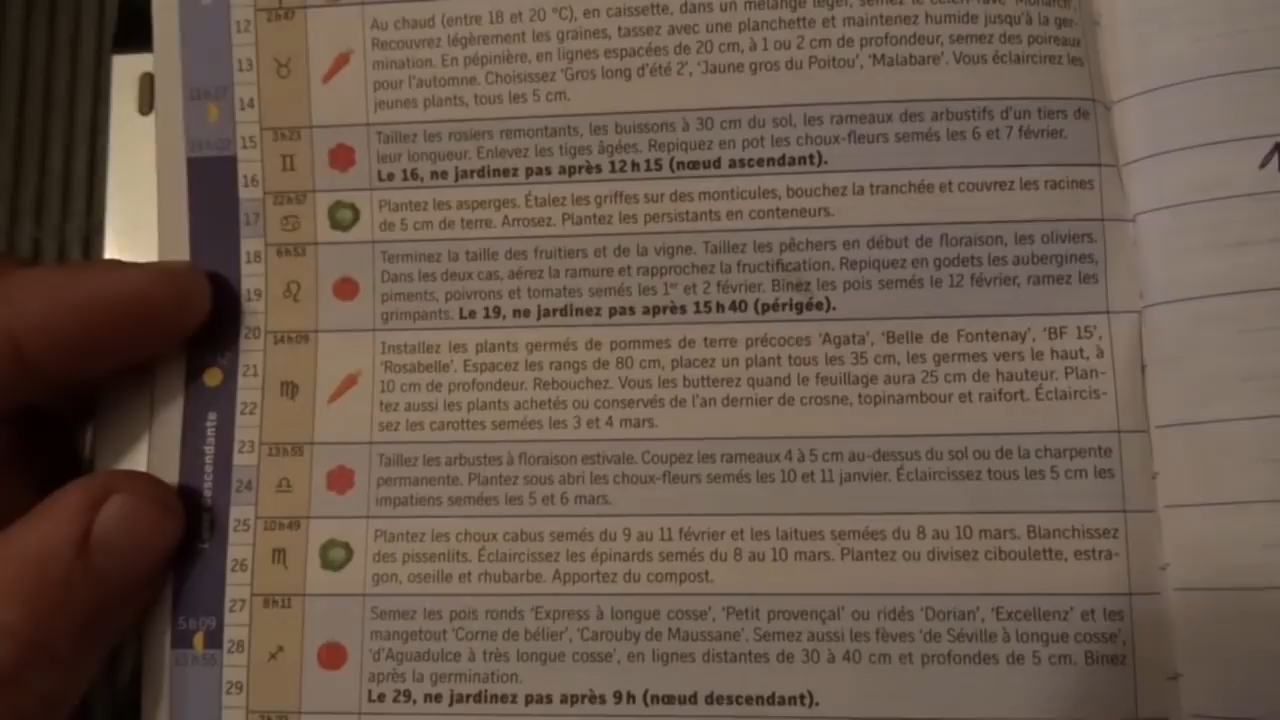 12
2h47
Au chaud (entre 18 et 20 °C), en caissette, dans un mélange léger, semez le céleri-rave 'Monarch'.
Recouvrez légèrement les graines, tassez avec une planchette et maintenez humide jusqu'à la ger-
13
mination. En pépinière, en lignes espacées de 20 cm, à 1 ou 2 cm de profondeur, semez des poireaux
pour l'automne. Choisissez 'Gros long d'été 2', 'Jaune gros du Poitou', 'Malabare'. Vous éclaircirez les
14
jeunes plants, tous les 5 cm.
15
3h23
Taillez les rosiers remontants, les buissons à 30 cm du sol, les rameaux des arbustifs d'un tiers de
leur longueur. Enlevez les tiges âgées. Repiquez en pot les choux-fleurs semés les 6 et 7 février.
16
Le 16, ne jardinez pas après 12h15 (nœud ascendant).
17
22h57
Plantez les asperges. Étalez les griffes sur des monticules, bouchez la tranchée et couvrez les racines
de 5 cm de terre. Arrosez. Plantez les persistants en conteneurs.
18
6h53
Terminez la taille des fruitiers et de la vigne. Taillez les pêchers en début de floraison, les oliviers.
Dans les deux cas, aérez la ramure et rapprochez la fructification. Repiquez en godets les aubergines,
19
piments, poivrons et tomates semés les 1er et 2 février. Binez les pois semés le 12 février, ramez les
grimpants. Le 19, ne jardinez pas après 15h40 (périgée).
20
14h09
Installez les plants germés de pommes de terre précoces 'Agata', 'Belle de Fontenay', 'BF 15',
21
'Rosabelle'. Espacez les rangs de 80 cm, placez un plant tous les 35 cm, les germes vers le haut, à
10 cm de profondeur. Rebouchez. Vous les butterez quand le feuillage aura 25 cm de hauteur. Plan-
22
tez aussi les plants achetés ou conservés de l'an dernier de crosne, topinambour et raifort. Éclaircis-
sez les carottes semées les 3 et 4 mars.
23
13h55
Taillez les arbustes à floraison estivale. Coupez les rameaux 4 à 5 cm au-dessus du sol ou de la charpente
24
permanente. Plantez sous abri les choux-fleurs semés les 10 et 11 janvier. Éclaircissez tous les 5 cm les
impatiens semées les 5 et 6 mars.
25
10h49
Plantez les choux cabus semés du 9 au 11 février et les laitues semées du 8 au 10 mars. Blanchissez
26
des pissenlits. Éclaircissez les épinards semés du 8 au 10 mars. Plantez ou divisez ciboulette, estra-
gon, oseille et rhubarbe. Apportez du compost.
27
8h11
Semez les pois ronds 'Express à longue cosse', 'Petit provençal' ou ridés 'Dorian', 'Excellenz' et les
28
mangetout 'Corne de bélier', 'Carouby de Maussane'. Semez aussi les fèves 'de Séville à longue cosse',
'd'Aguadulce à très longue cosse', en lignes distantes de 30 à 40 cm et profondes de 5 cm. Binez
après la germination.
29
Le 29, ne jardinez pas après 9h (nœud descendant).
descendante
5h09
13h56